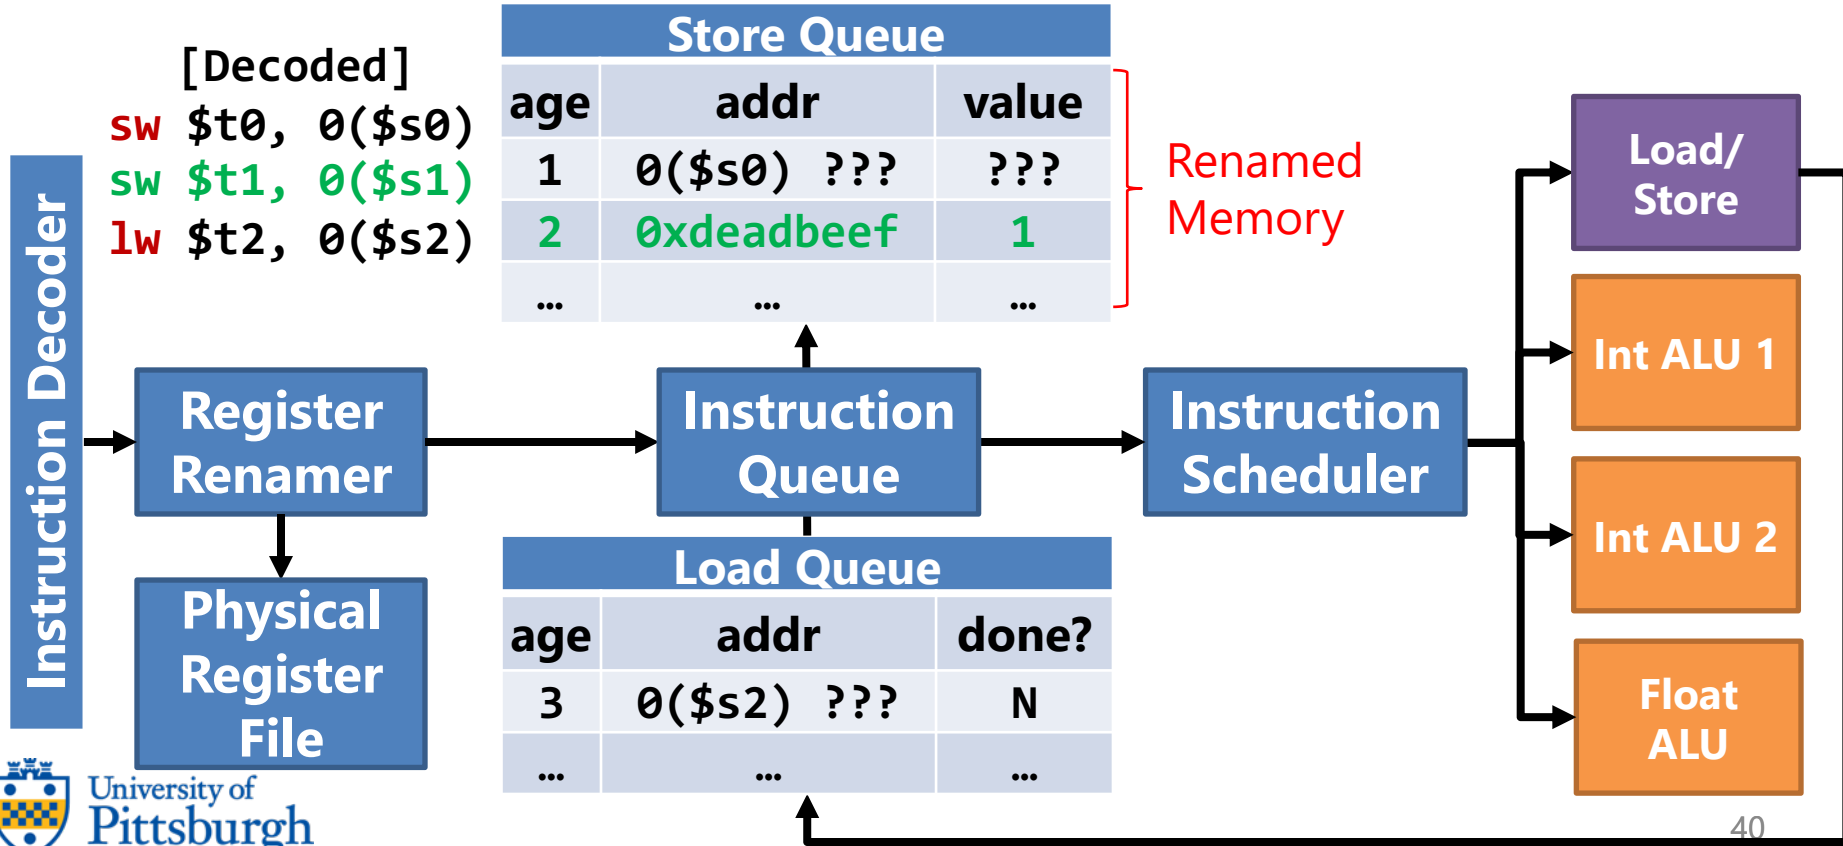 [Decoded]
sw $t0, 0($s0)
sw $t1, 0($s1)
lw $t2, 0($s2)
Store Queue
age addr value
1 0($s0) ??? ???
2 0xdeadbeef 1
… … …
Renamed
Memory
Instruction Decoder
Register
Renamer
Physical
Register
File
Instruction
Queue
Load Queue
age addr done?
3 0($s2) ??? N
… … …
Instruction
Scheduler
Load/
Store
Int ALU 1
Int ALU 2
Float
ALU
University of
Pittsburgh
40